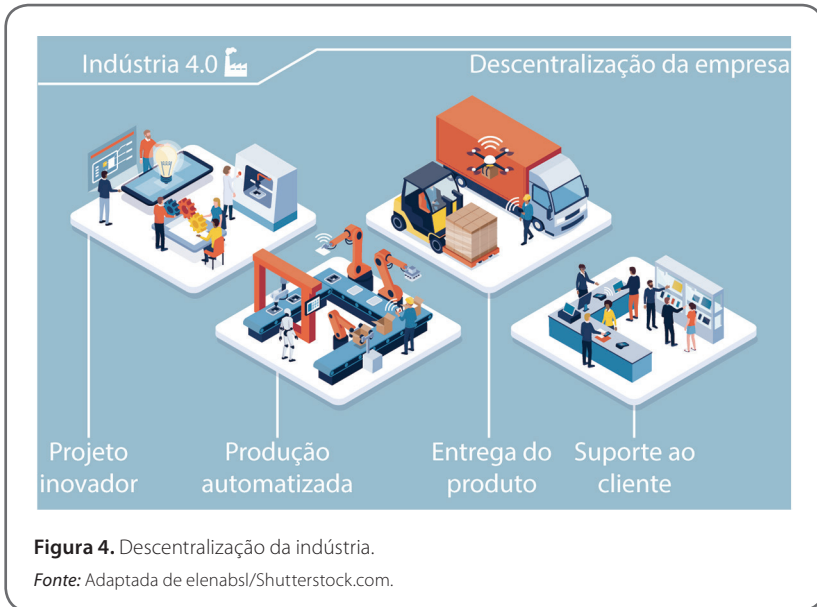 Indústria 4.0
Descentralização da empresa
Projeto
inovador
Produção
automatizada
Entrega do
produto
Suporte ao
cliente
Figura 4. Descentralização da indústria.
Fonte: Adaptada de elenabsl/Shutterstock.com.